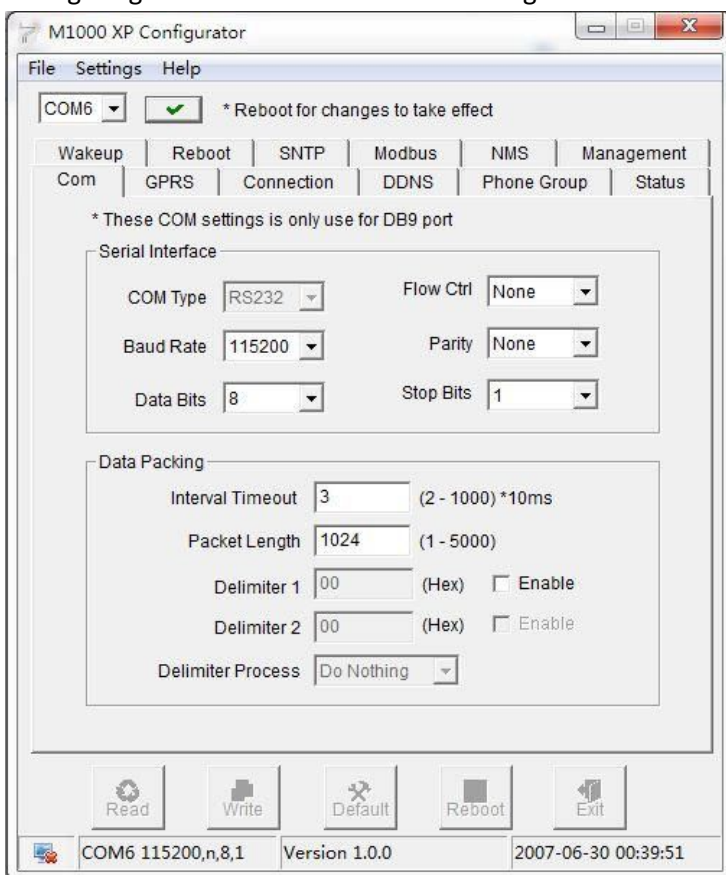 M1000 XP Configurator
File Settings Help
COM6 * Reboot for changes to take effect
Wakeup Reboot SNTP Modbus NMS Management
Com GPRS Connection DDNS Phone Group Status
* These COM settings is only use for DB9 port
Serial Interface
COM Type RS232 Flow Ctrl None
Baud Rate 115200 Parity None
Data Bits 8 Stop Bits 1
Data Packing
Interval Timeout 3 (2 - 1000) *10ms
Packet Length 1024 (1 - 5000)
Delimiter 1 00 (Hex) Enable
Delimiter 2 00 (Hex) Enable
Delimiter Process Do Nothing
Read Write Default Reboot Exit
COM6 115200,n,8,1 Version 1.0.0 2007-06-30 00:39:51